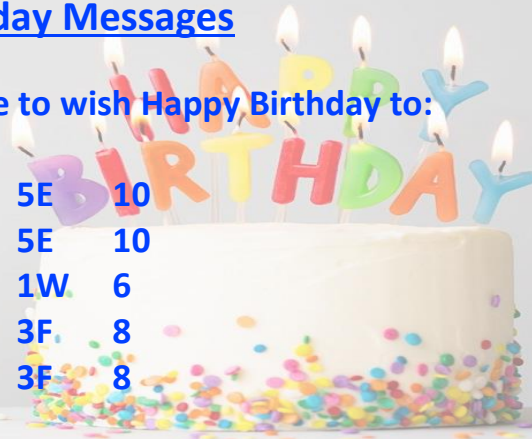 day Messages
HAPPY
e to wish Happy Birthday to:
BIRTHDAY
5E 10
5E 10
1W 6
3F 8
3F 8